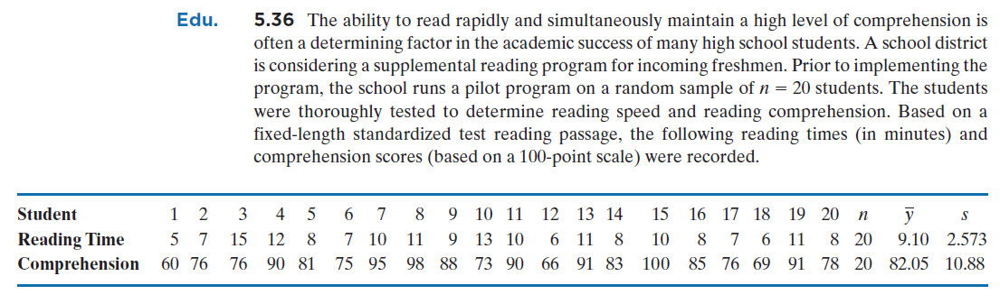 Edu. 5.36 The ability to read rapidly and simultaneously maintain a high level of comprehension is
often a determining factor in the academic success of many high school students. A school district
is considering a supplemental reading program for incoming freshmen. Prior to implementing the
program, the school runs a pilot program on a random sample of n = 20 students. The students
were thoroughly tested to determine reading speed and reading comprehension. Based on a
fixed-length standardized test reading passage, the following reading times (in minutes) and
comprehension scores (based on a 100-point scale) were recorded.
Student 1 2 3 4 5 6 7 8 9 10 11 12 13 14 15 16 17 18 19 20 n ȳ s
Reading Time 5 7 15 12 8 7 10 11 9 13 10 6 11 8 10 8 7 6 11 8 20 9.10 2.573
Comprehension 60 76 76 90 81 75 95 98 88 73 90 66 91 83 100 85 76 69 91 78 20 82.05 10.88